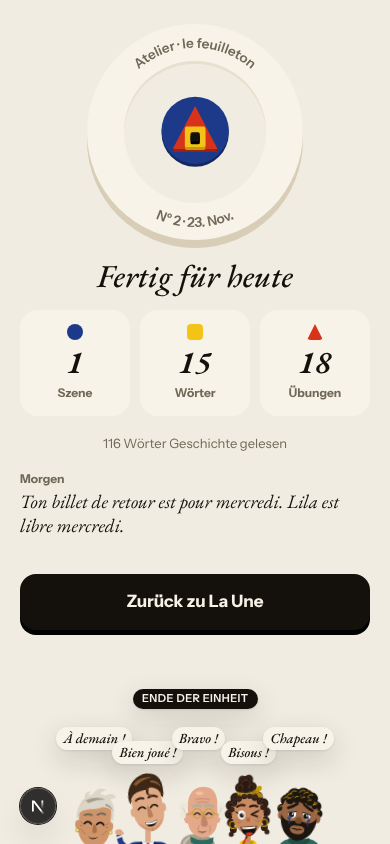 Atelier · le feuilleton
Nº 2 · 23. Nov.
Fertig für heute
1
15
18
Szene
Wörter
Übungen
116 Wörter Geschichte gelesen
Morgen
Ton billet de retour est pour mercredi. Lila est
libre mercredi.
Zurück zu La Une
ENDE DER EINHEIT
À demain !
Bravo !
Chapeau !
Bien joué !
Bisous !
N